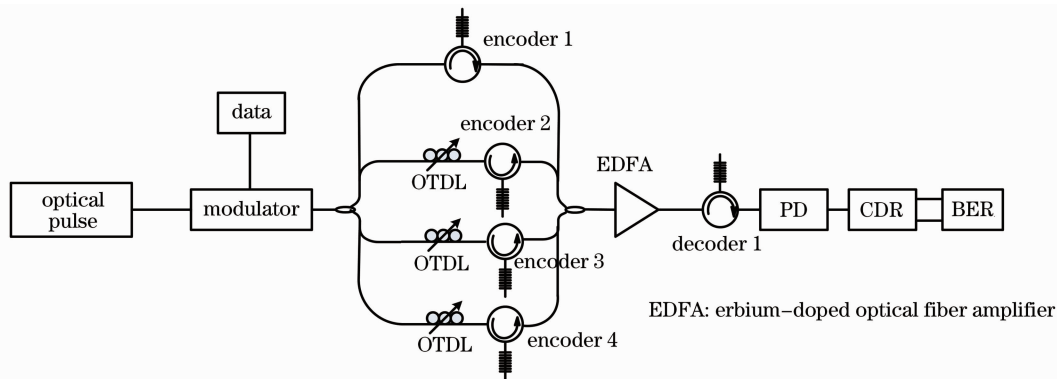 encoder 1
data
encoder 2
OTDL
EDFA
optical
pulse
modulator
PD
CDR
BER
decoder 1
OTDL
encoder 3
EDFA: erbium-doped optical fiber amplifier
OTDL
encoder 4